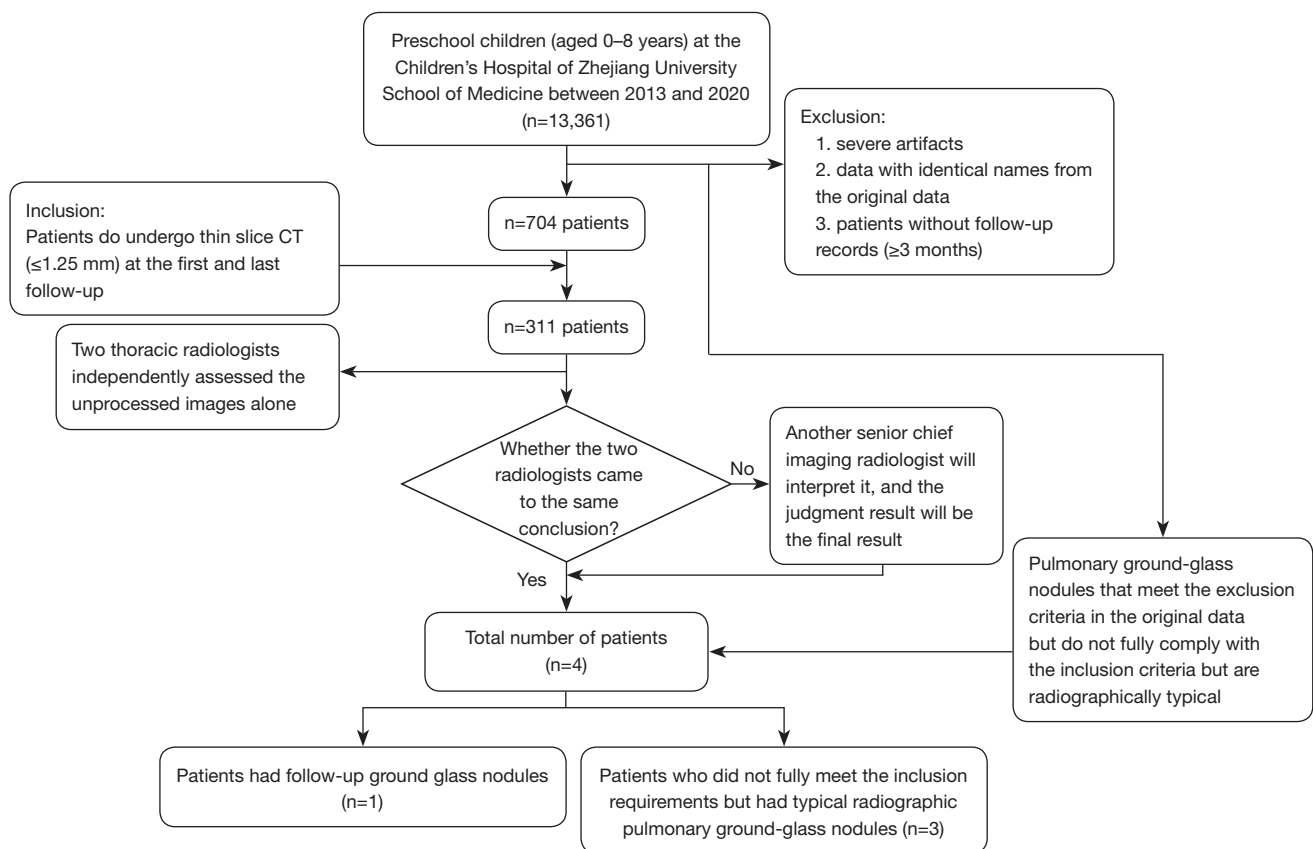 Preschool children (aged 0–8 years) at the
Children’s Hospital of Zhejiang University
School of Medicine between 2013 and 2020
(n=13,361)
Exclusion:
1. severe artifacts
2. data with identical names from
the original data
3. patients without follow-up
records (≥3 months)
n=704 patients
Inclusion:
Patients do undergo thin slice CT
(≤1.25 mm) at the first and last
follow-up
n=311 patients
Two thoracic radiologists
independently assessed the
unprocessed images alone
Whether the two
radiologists came
to the same
conclusion?
No
Another senior chief
imaging radiologist will
interpret it, and the
judgment result will be
the final result
Yes
Pulmonary ground-glass
nodules that meet the exclusion
criteria in the original data
but do not fully comply with
the inclusion criteria but are
radiographically typical
Total number of patients
(n=4)
Patients had follow-up ground glass nodules
(n=1)
Patients who did not fully meet the inclusion
requirements but had typical radiographic
pulmonary ground-glass nodules (n=3)